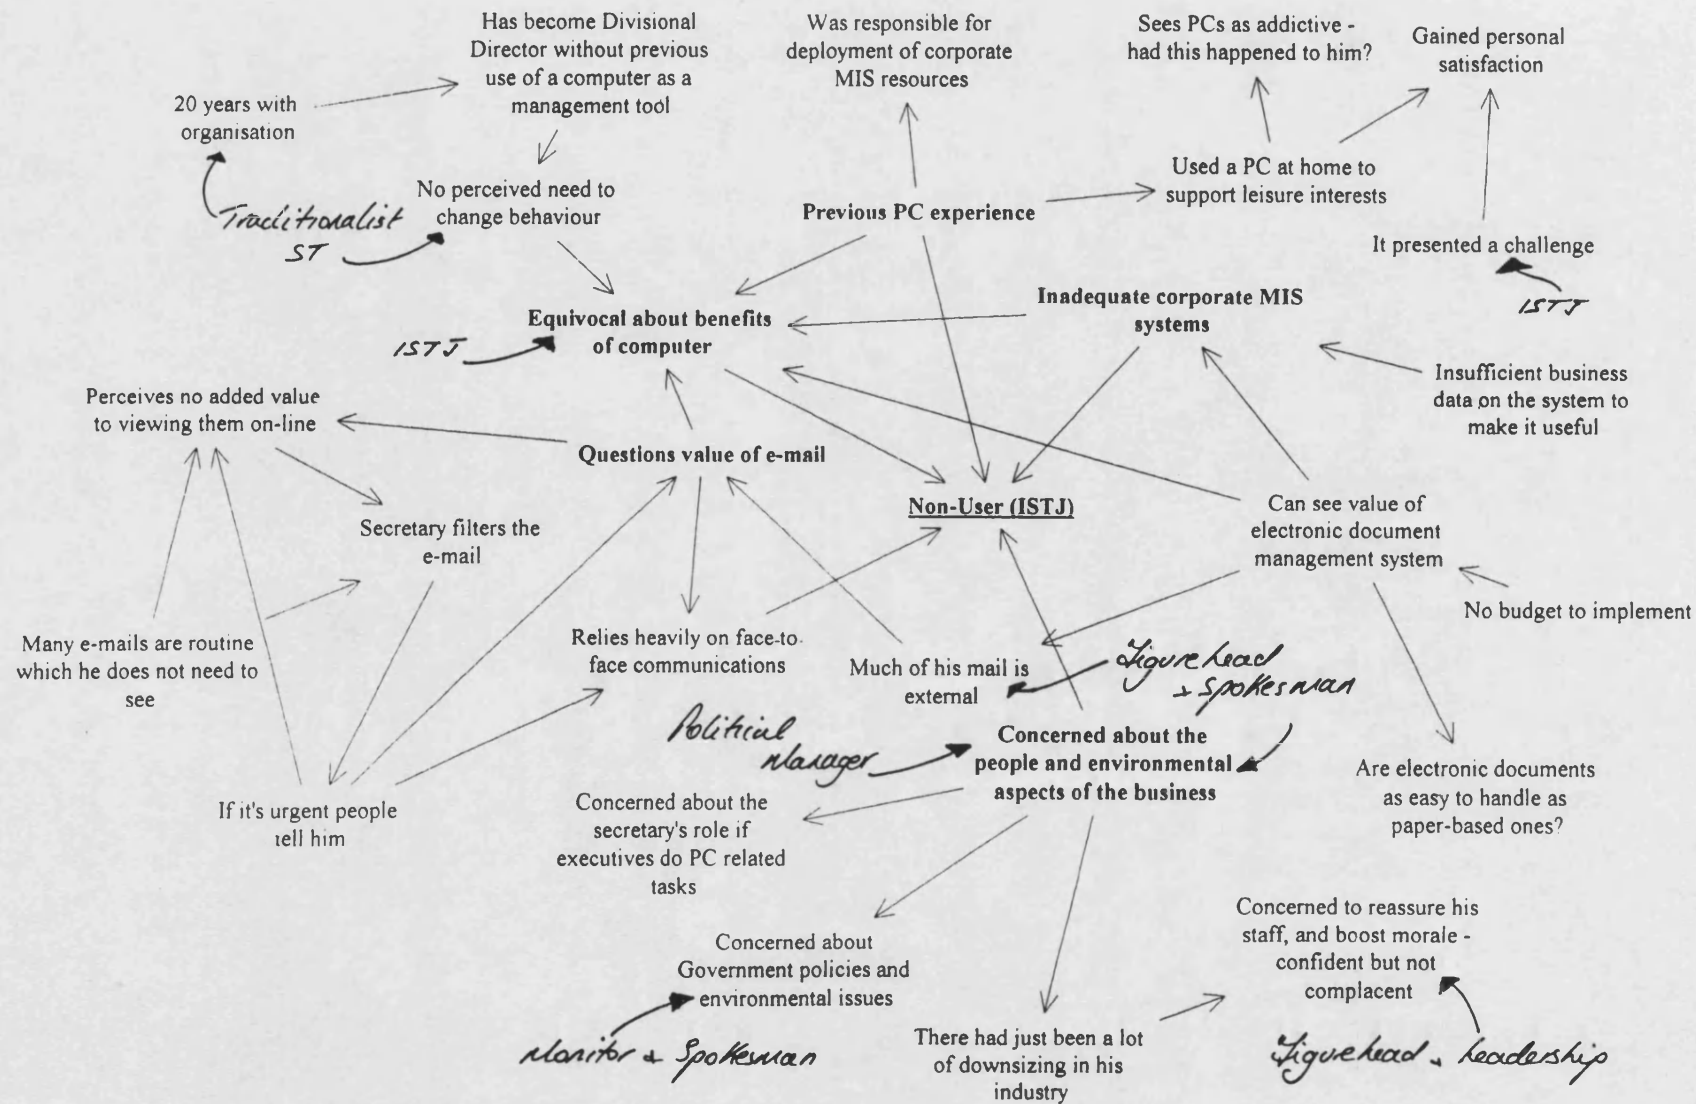 Has become Divisional
Director without previous
use of a computer as a
management tool
Was responsible for
deployment of corporate
MIS resources
Sees PCs as addictive -
had this happened to him?
Gained personal
satisfaction
20 years with
organisation
No perceived need to
change behaviour
Traditionalist
ST
Previous PC experience
Used a PC at home to
support leisure interests
It presented a challenge
ISTJ
Equivocal about benefits
of computer
ISTJ
Inadequate corporate MIS
systems
Insufficient business
data on the system to
make it useful
Perceives no added value
to viewing them on-line
Questions value of e-mail
Non-User (ISTJ)
Can see value of
electronic document
management system
Secretary filters the
e-mail
No budget to implement
Many e-mails are routine
which he does not need to
see
Relies heavily on face-to-
face communications
Much of his mail is
external
Figurehead
+ Spokesman
Political
Manager
Concerned about the
people and environmental
aspects of the business
Are electronic documents
as easy to handle as
paper-based ones?
If it's urgent people
tell him
Concerned about the
secretary's role if
executives do PC related
tasks
Concerned about
Government policies and
environmental issues
Monitor + Spokesman
Concerned to reassure his
staff, and boost morale -
confident but not
complacent
There had just been a lot
of downsizing in his
industry
Figurehead + Leadership